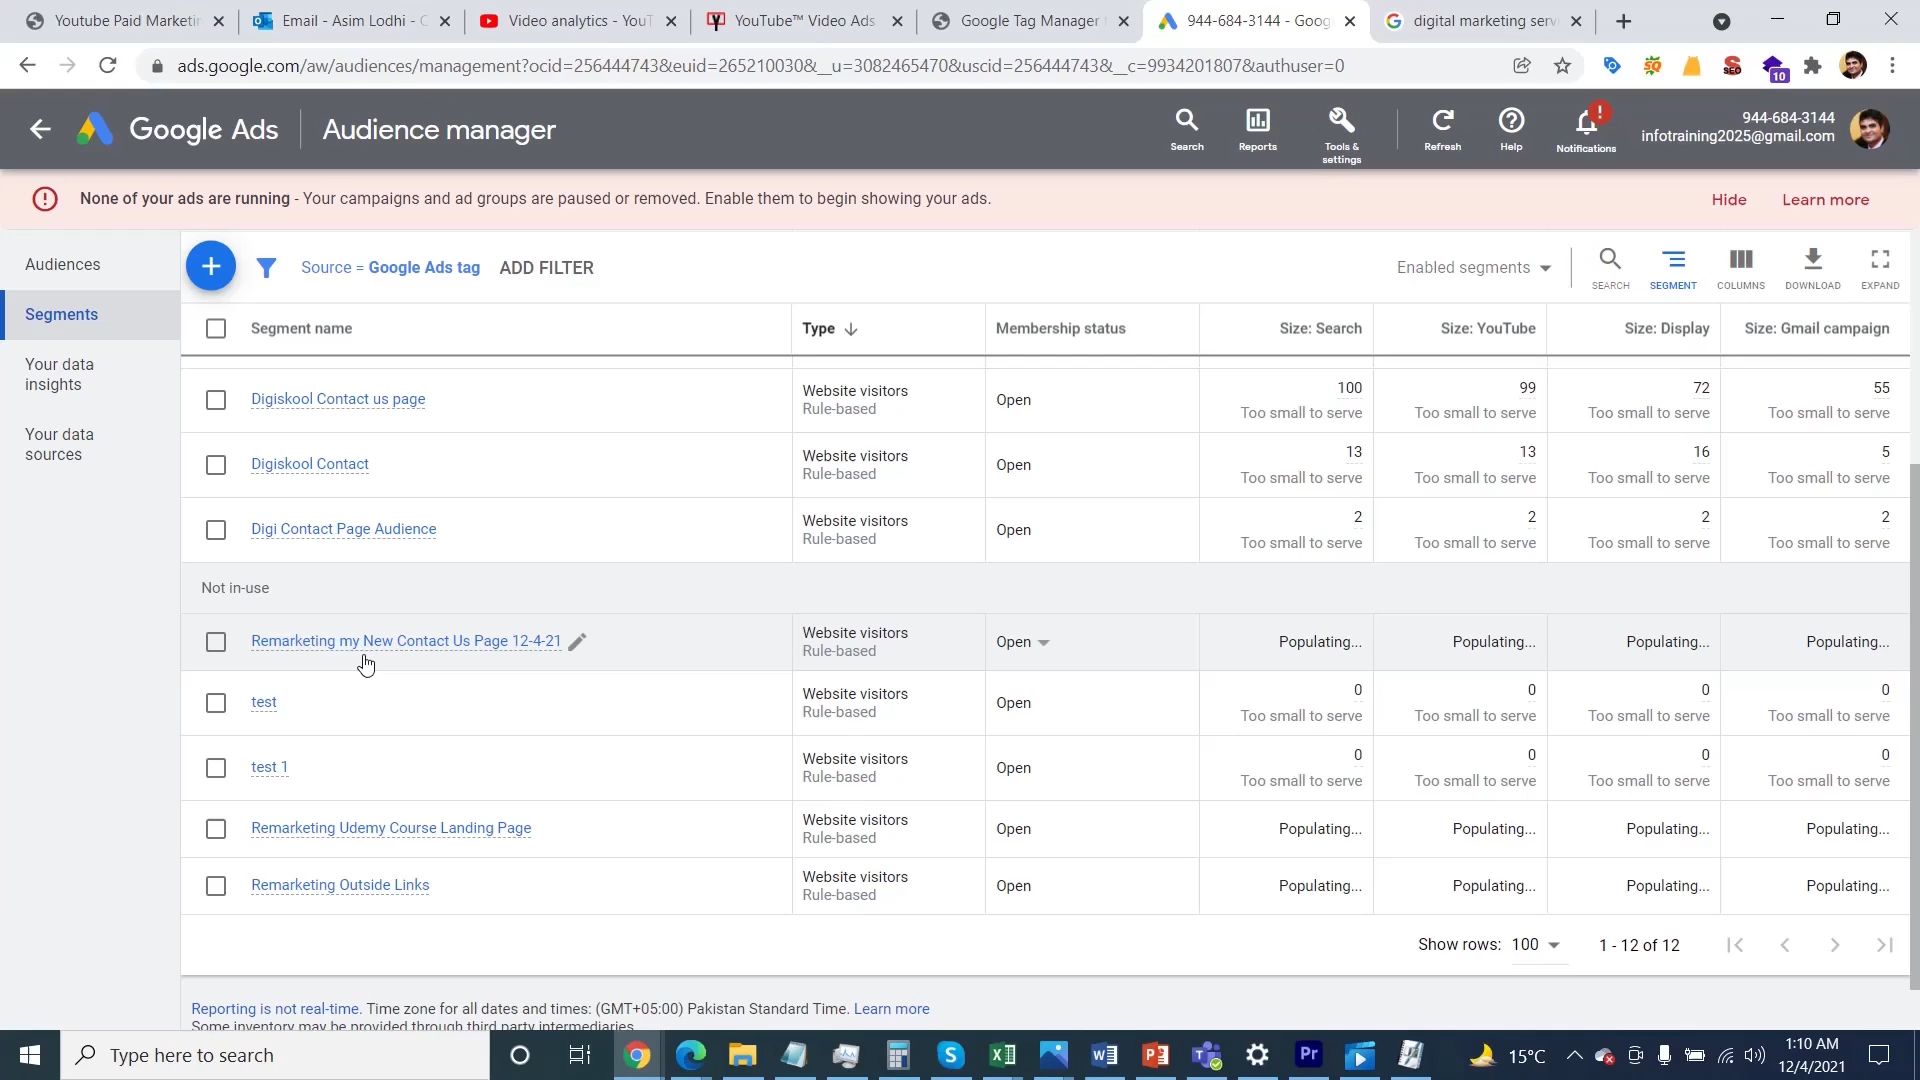 Youtube Paid Marketin
Email - Asim Lodhi - C
Video analytics - YouT
YouTube™ Video Ads
Google Tag Manager
944-684-3144 - Goog
digital marketing serv
ads.google.com/aw/audiences/management?ocid=256444743&euid=265210030&__u=3082465470&uscid=256444743&__c=9934201807&authuser=0
SQ
SEO
10
Google Ads
Audience manager
Search
Reports
Tools & settings
Refresh
Help
Notifications
944-684-3144
infotraining2025@gmail.com
None of your ads are running - Your campaigns and ad groups are paused or removed. Enable them to begin showing your ads.
Hide
Learn more
Audiences
Segments
Your data insights
Your data sources
Source = Google Ads tag
ADD FILTER
Enabled segments
SEARCH
SEGMENT
COLUMNS
DOWNLOAD
EXPAND
Segment name
Type
Membership status
Size: Search
Size: YouTube
Size: Display
Size: Gmail campaign
Digiskool Contact us page
Website visitors
Rule-based
Open
100
Too small to serve
99
Too small to serve
72
Too small to serve
55
Too small to serve
Digiskool Contact
Website visitors
Rule-based
Open
13
Too small to serve
13
Too small to serve
16
Too small to serve
5
Too small to serve
Digi Contact Page Audience
Website visitors
Rule-based
Open
2
Too small to serve
2
Too small to serve
2
Too small to serve
2
Too small to serve
Not in-use
Remarketing my New Contact Us Page 12-4-21
Website visitors
Rule-based
Open
Populating...
Populating...
Populating...
Populating...
test
Website visitors
Rule-based
Open
0
Too small to serve
0
Too small to serve
0
Too small to serve
0
Too small to serve
test 1
Website visitors
Rule-based
Open
0
Too small to serve
0
Too small to serve
0
Too small to serve
0
Too small to serve
Remarketing Udemy Course Landing Page
Website visitors
Rule-based
Open
Populating...
Populating...
Populating...
Populating...
Remarketing Outside Links
Website visitors
Rule-based
Open
Populating...
Populating...
Populating...
Populating...
Show rows: 100
1 - 12 of 12
Reporting is not real-time. Time zone for all dates and times: (GMT+05:00) Pakistan Standard Time. Learn more
Some inventory may be provided through third party intermediaries.
Type here to search
Pr
15°C
1:10 AM
12/4/2021